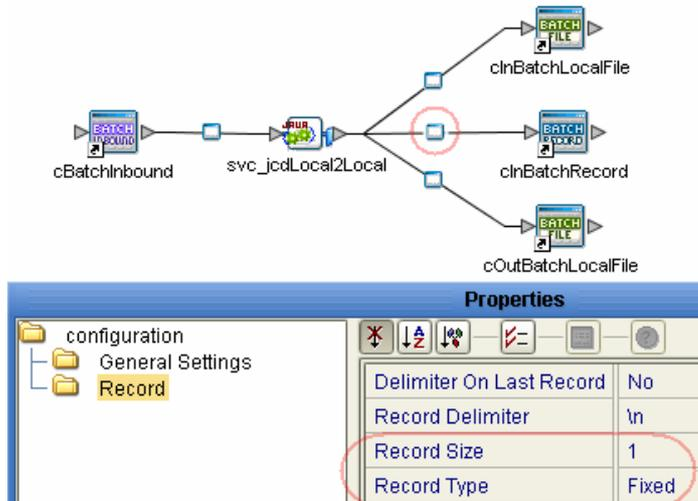 BATCH FILE
cInBatchLocalFile
BATCH INBOUND
cBatchInbound
JAVA
svc_jcdLocal2Local
BATCH RECORD
cInBatchRecord
BATCH FILE
cOutBatchLocalFile
Properties
configuration
General Settings
Record
A
Z
?
Delimiter On Last Record No
Record Delimiter \n
Record Size 1
Record Type Fixed